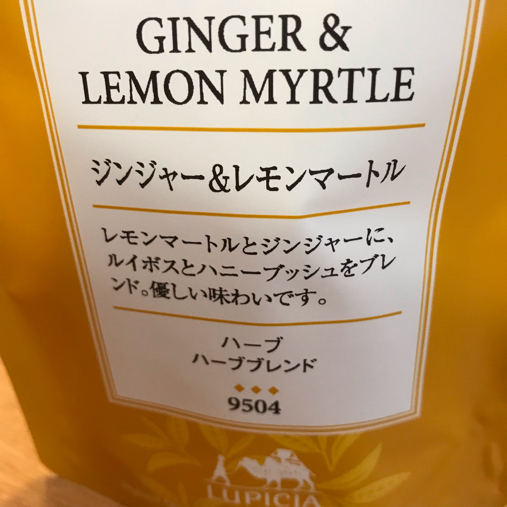 GINGER &
LEMON MYRTLE
ジンジャー&レモンマートル
レモンマートルとジンジャーに、
ルイボスとハニーブッシュをブレ
ンド。優しい味わいです。
ハーブ
ハーブブレンド
9504
LUPICIA